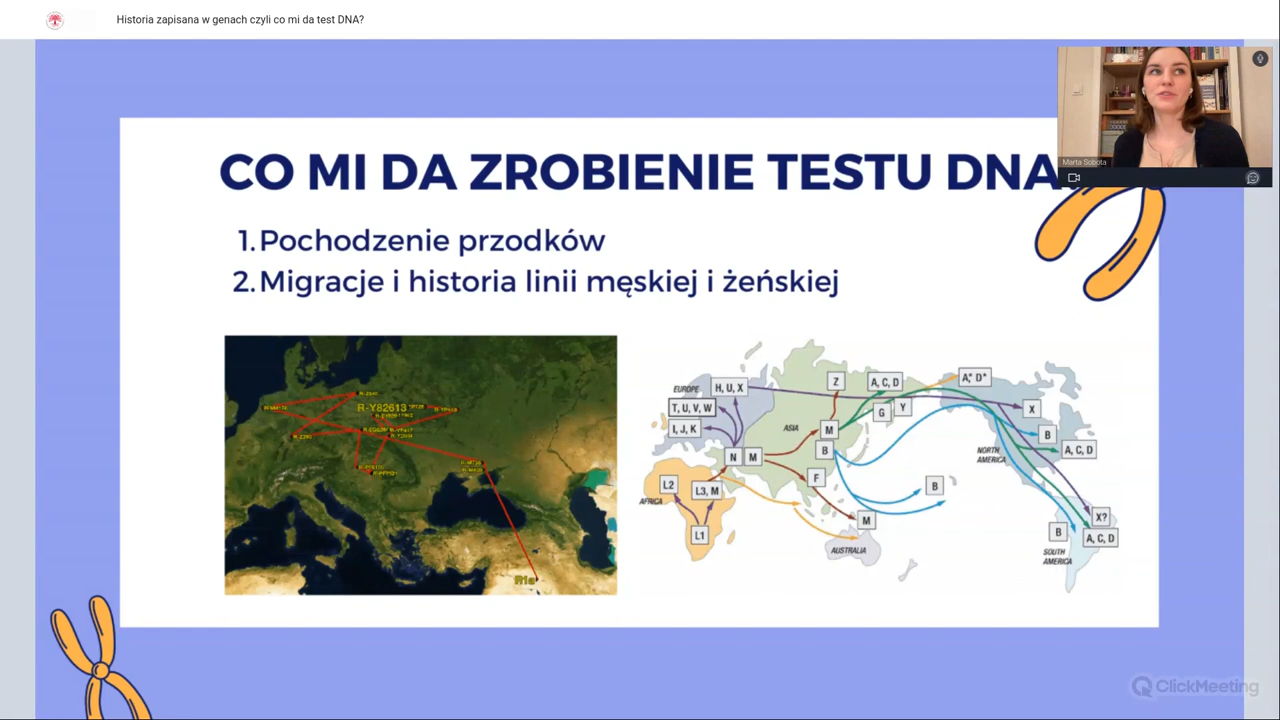 Historia zapisana w genach czyli co mi da test DNA?
Marta Sobota
CO MI DA ZROBIENIE TESTU DNA
1. Pochodzenie przodków
2. Migracje i historia linii męskiej i żeńskiej
R-Y82613
R1a
EUROPE
H, U, X
T, U, V, W
I, J, K
N
M
AFRICA
L2
L3, M
L1
ASIA
Z
A, C, D
G
Y
M
B
F
M
AUSTRALIA
B
A,* D*
NORTH
AMERICA
X
B
A, C, D
X?
B
A, C, D
SOUTH
AMERICA
ClickMeeting